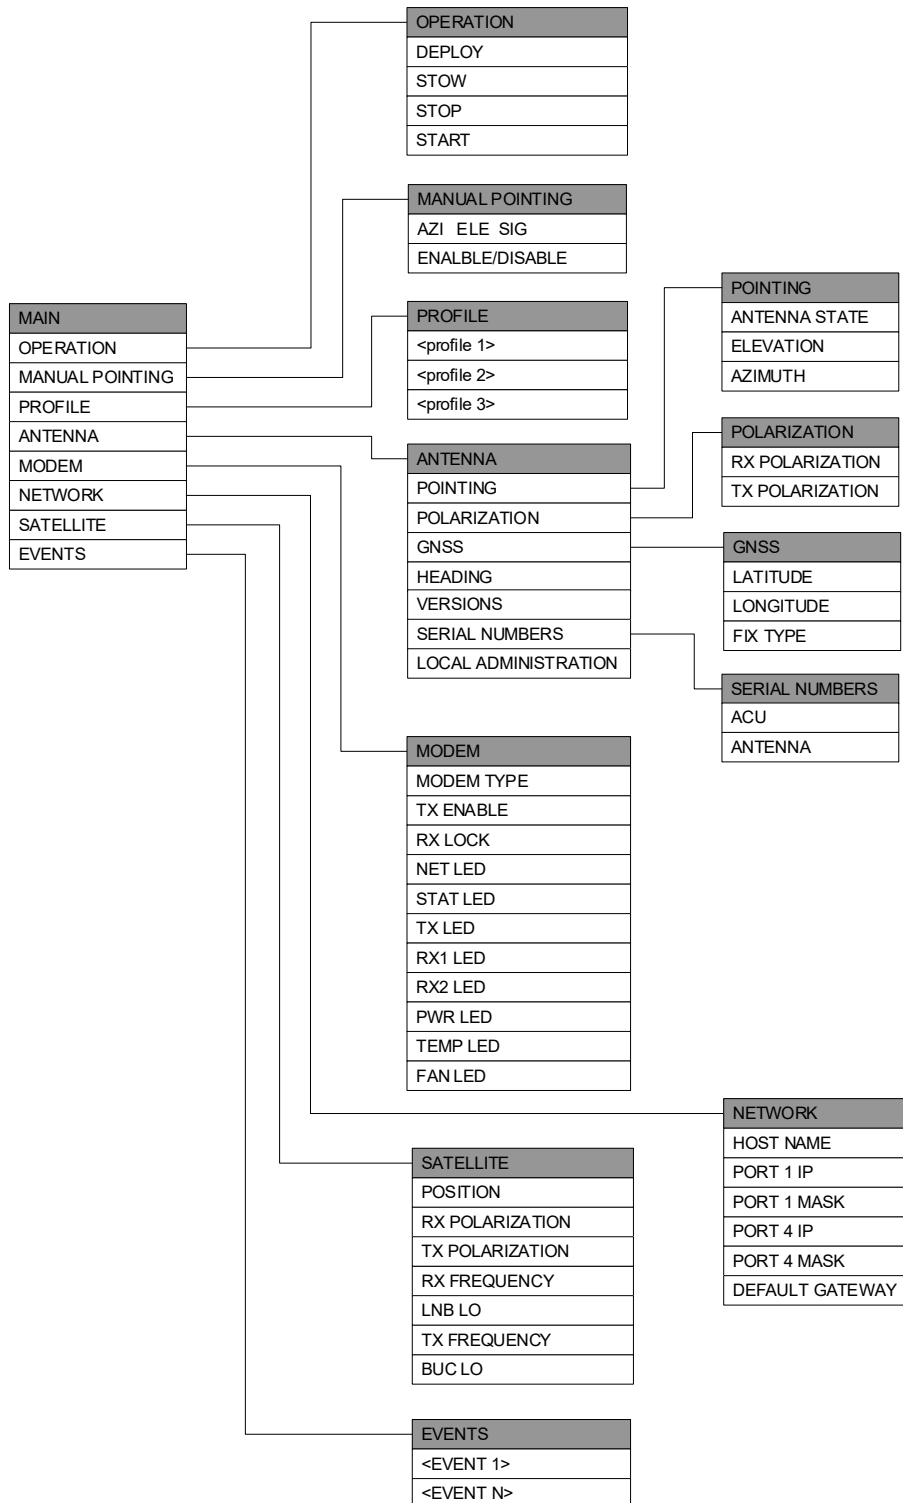 OPERATION
DEPLOY
STOW
STOP
START
MANUAL POINTING
AZI ELE SIG
ENALBLE/DISABLE
MAIN
OPERATION
MANUAL POINTING
PROFILE
ANTENNA
MODEM
NETWORK
SATELLITE
EVENTS
PROFILE
<profile 1>
<profile 2>
<profile 3>
ANTENNA
POINTING
POLARIZATION
GNSS
HEADING
VERSIONS
SERIAL NUMBERS
LOCAL ADMINISTRATION
POINTING
ANTENNA STATE
ELEVATION
AZIMUTH
POLARIZATION
RX POLARIZATION
TX POLARIZATION
GNSS
LATITUDE
LONGITUDE
FIX TYPE
SERIAL NUMBERS
ACU
ANTENNA
MODEM
MODEM TYPE
TX ENABLE
RX LOCK
NET LED
STAT LED
TX LED
RX1 LED
RX2 LED
PWR LED
TEMP LED
FAN LED
NETWORK
HOST NAME
PORT 1 IP
PORT 1 MASK
PORT 4 IP
PORT 4 MASK
DEFAULT GATEWAY
SATELLITE
POSITION
RX POLARIZATION
TX POLARIZATION
RX FREQUENCY
LNB LO
TX FREQUENCY
BUC LO
EVENTS
<EVENT 1>
<EVENT N>